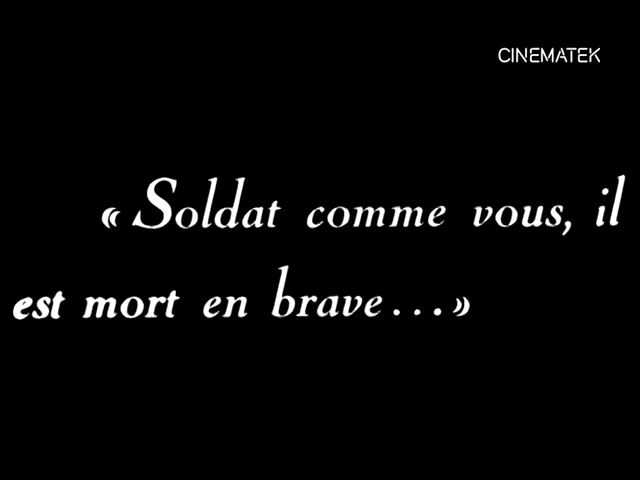 CINEMATEK
« Soldat comme vous, il
est mort en brave... »